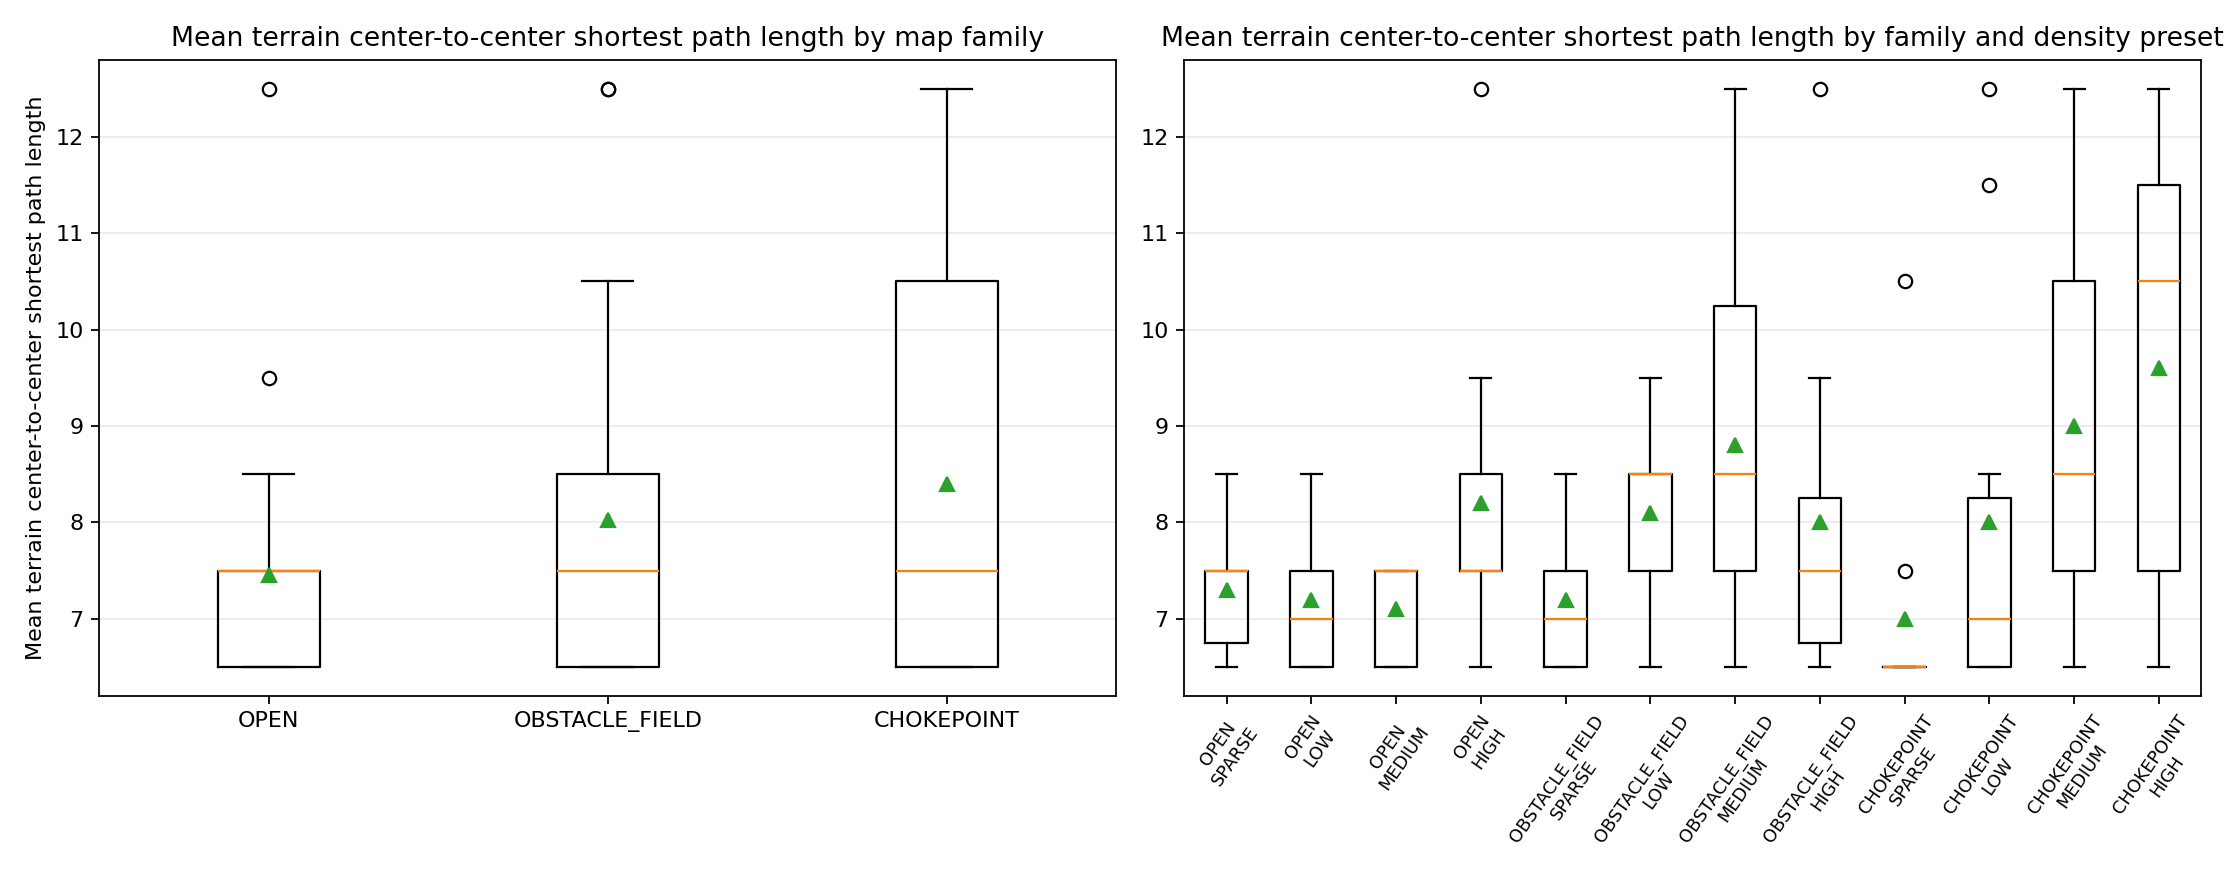 Mean terrain center-to-center shortest path length by map family
Mean terrain center-to-center shortest path length
12
11
10
9
8
7
OPEN
OBSTACLE_FIELD
CHOKEPOINT
Mean terrain center-to-center shortest path length by family and density preset
12
11
10
9
8
7
OPEN
SPARSE
OPEN
LOW
OPEN
MEDIUM
OPEN
HIGH
OBSTACLE_FIELD
SPARSE
OBSTACLE_FIELD
LOW
OBSTACLE_FIELD
MEDIUM
OBSTACLE_FIELD
HIGH
CHOKEPOINT
SPARSE
CHOKEPOINT
LOW
CHOKEPOINT
MEDIUM
CHOKEPOINT
HIGH